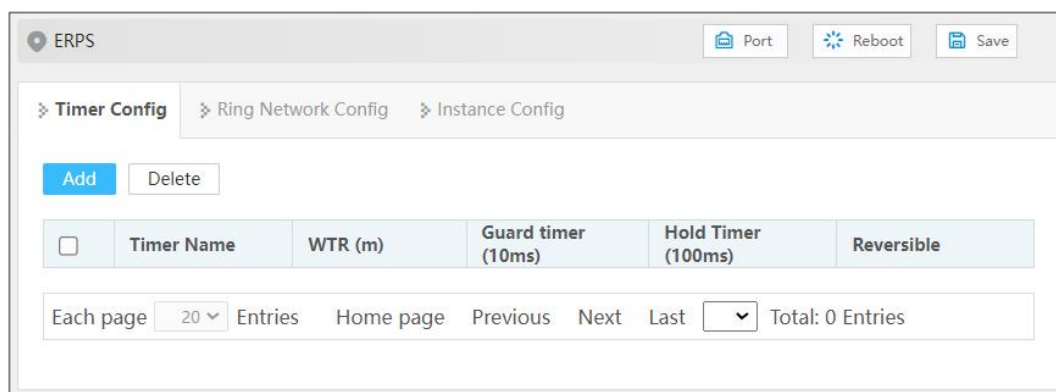 ERPS Port Reboot Save
Timer Config Ring Network Config Instance Config
Add Delete
Timer Name WTR (m) Guard timer (10ms) Hold Timer (100ms) Reversible
Each page 20 Entries Home page Previous Next Last Total: 0 Entries